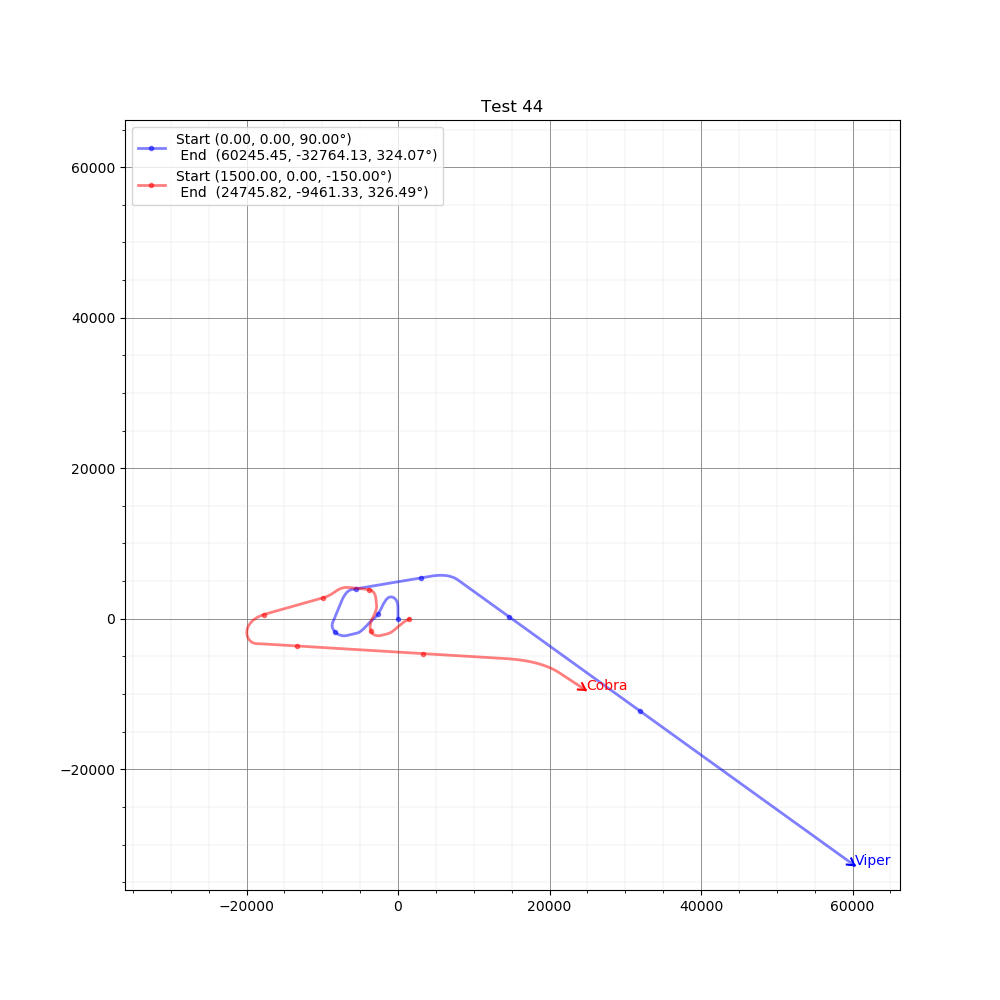 Test 44
Start (0.00, 0.00, 90.00°)
End  (60245.45, -32764.13, 324.07°)
Start (1500.00, 0.00, -150.00°)
End  (24745.82, -9461.33, 326.49°)
60000
40000
20000
0
−20000
Cobra
Viper
−20000 0 20000 40000 60000